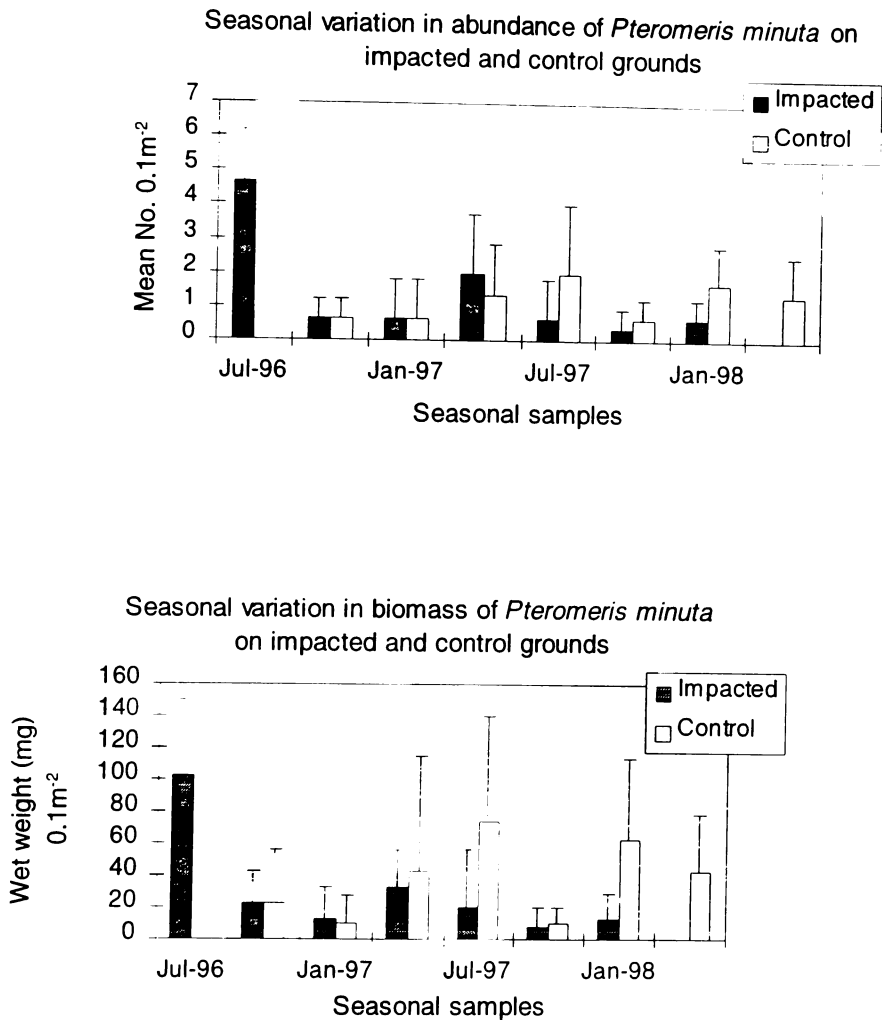 Seasonal variation in abundance of Pteromeris minuta on
impacted and control grounds
Impacted
Control
Mean No. 0.1m-2
7
6
5
4
3
2
1
0
Jul-96 Jan-97 Jul-97 Jan-98
Seasonal samples
Seasonal variation in biomass of Pteromeris minuta
on impacted and control grounds
Impacted
Control
Wet weight (mg)
0.1m-2
160
140
120
100
80
60
40
20
0
Jul-96 Jan-97 Jul-97 Jan-98
Seasonal samples